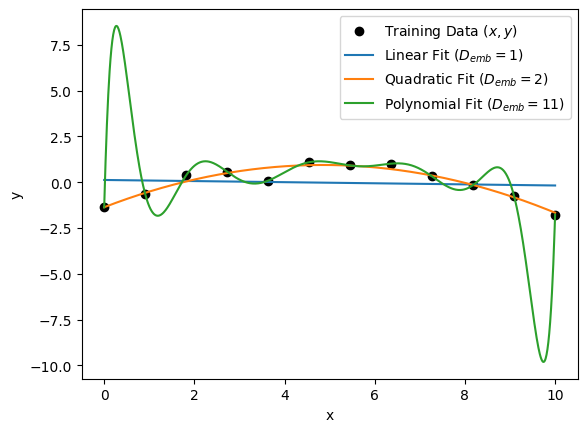 Training Data (x, y)
Linear Fit (D_emb = 1)
Quadratic Fit (D_emb = 2)
Polynomial Fit (D_emb = 11)
7.5
5.0
2.5
0.0
−2.5
−5.0
−7.5
−10.0
y
0 2 4 6 8 10
x